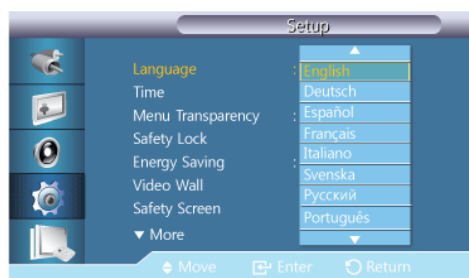 Setup
Language : English
Time
Deutsch
Menu Transparency : Español
Safety Lock
Français
Energy Saving : Italiano
Video Wall
Svenska
Safety Screen
Русский
Português
▼ More
Move Enter Return